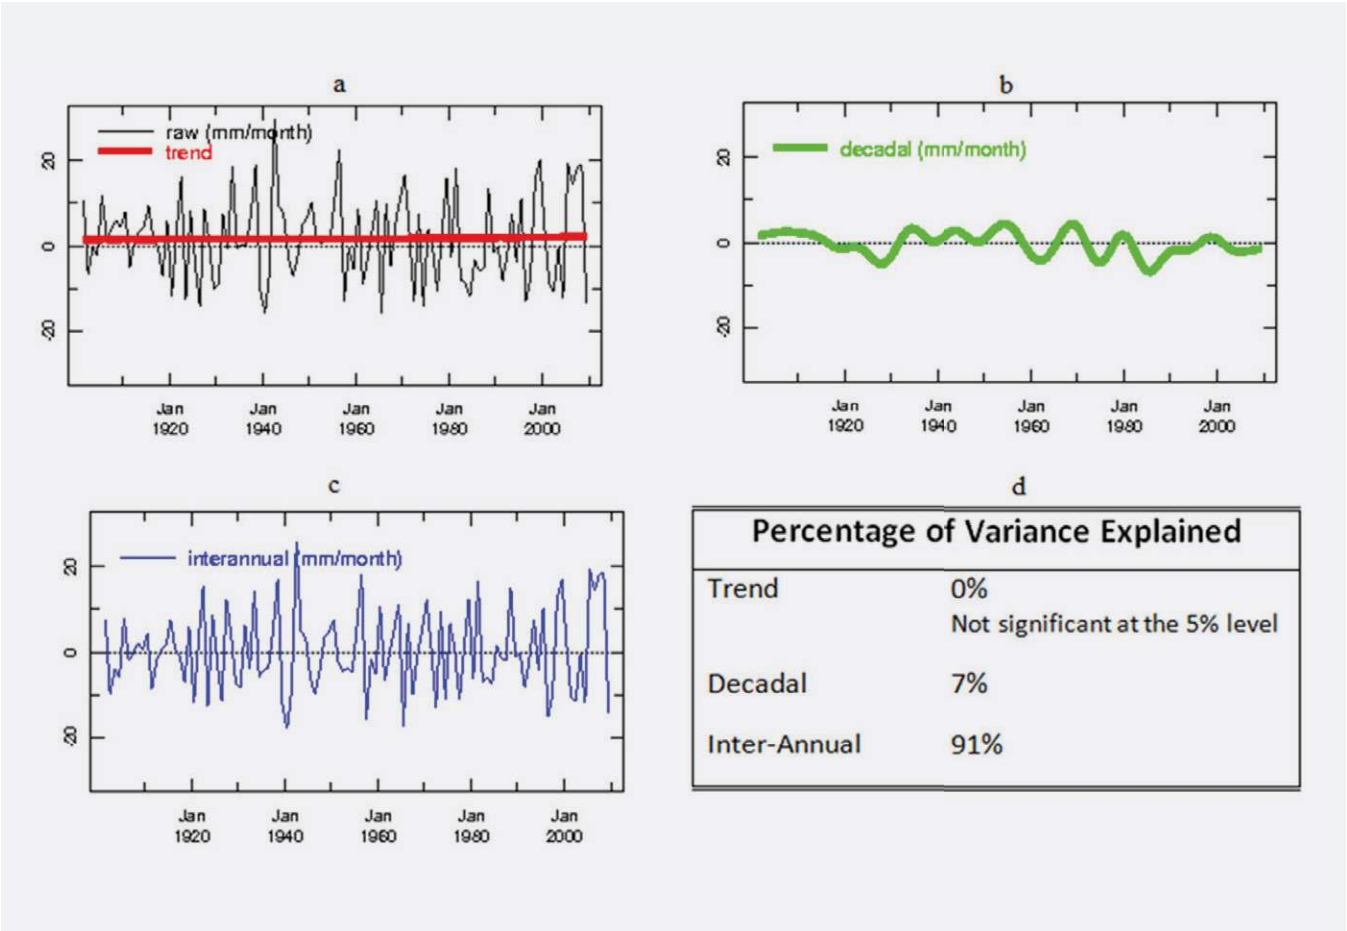 a
raw (mm/month)
trend
20
0
-20
Jan Jan Jan Jan Jan
1920 1940 1960 1980 2000
b
decadal (mm/month)
20
0
-20
Jan Jan Jan Jan Jan
1920 1940 1960 1980 2000
c
interannual (mm/month)
20
0
-20
Jan Jan Jan Jan Jan
1920 1940 1960 1980 2000
d
Percentage of Variance Explained
Trend 0%
Not significant at the 5% level
Decadal 7%
Inter-Annual 91%